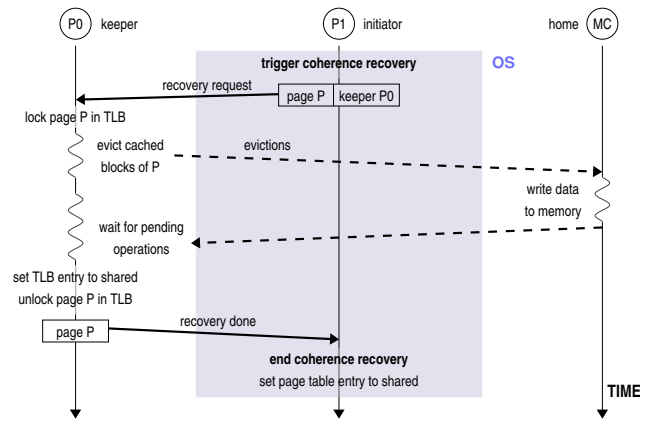 P0 keeper
P1 initiator
home MC
trigger coherence recovery
OS
recovery request
page P keeper P0
lock page P in TLB
evict cached
blocks of P
evictions
write data
to memory
wait for pending
operations
set TLB entry to shared
unlock page P in TLB
page P
recovery done
end coherence recovery
set page table entry to shared
TIME